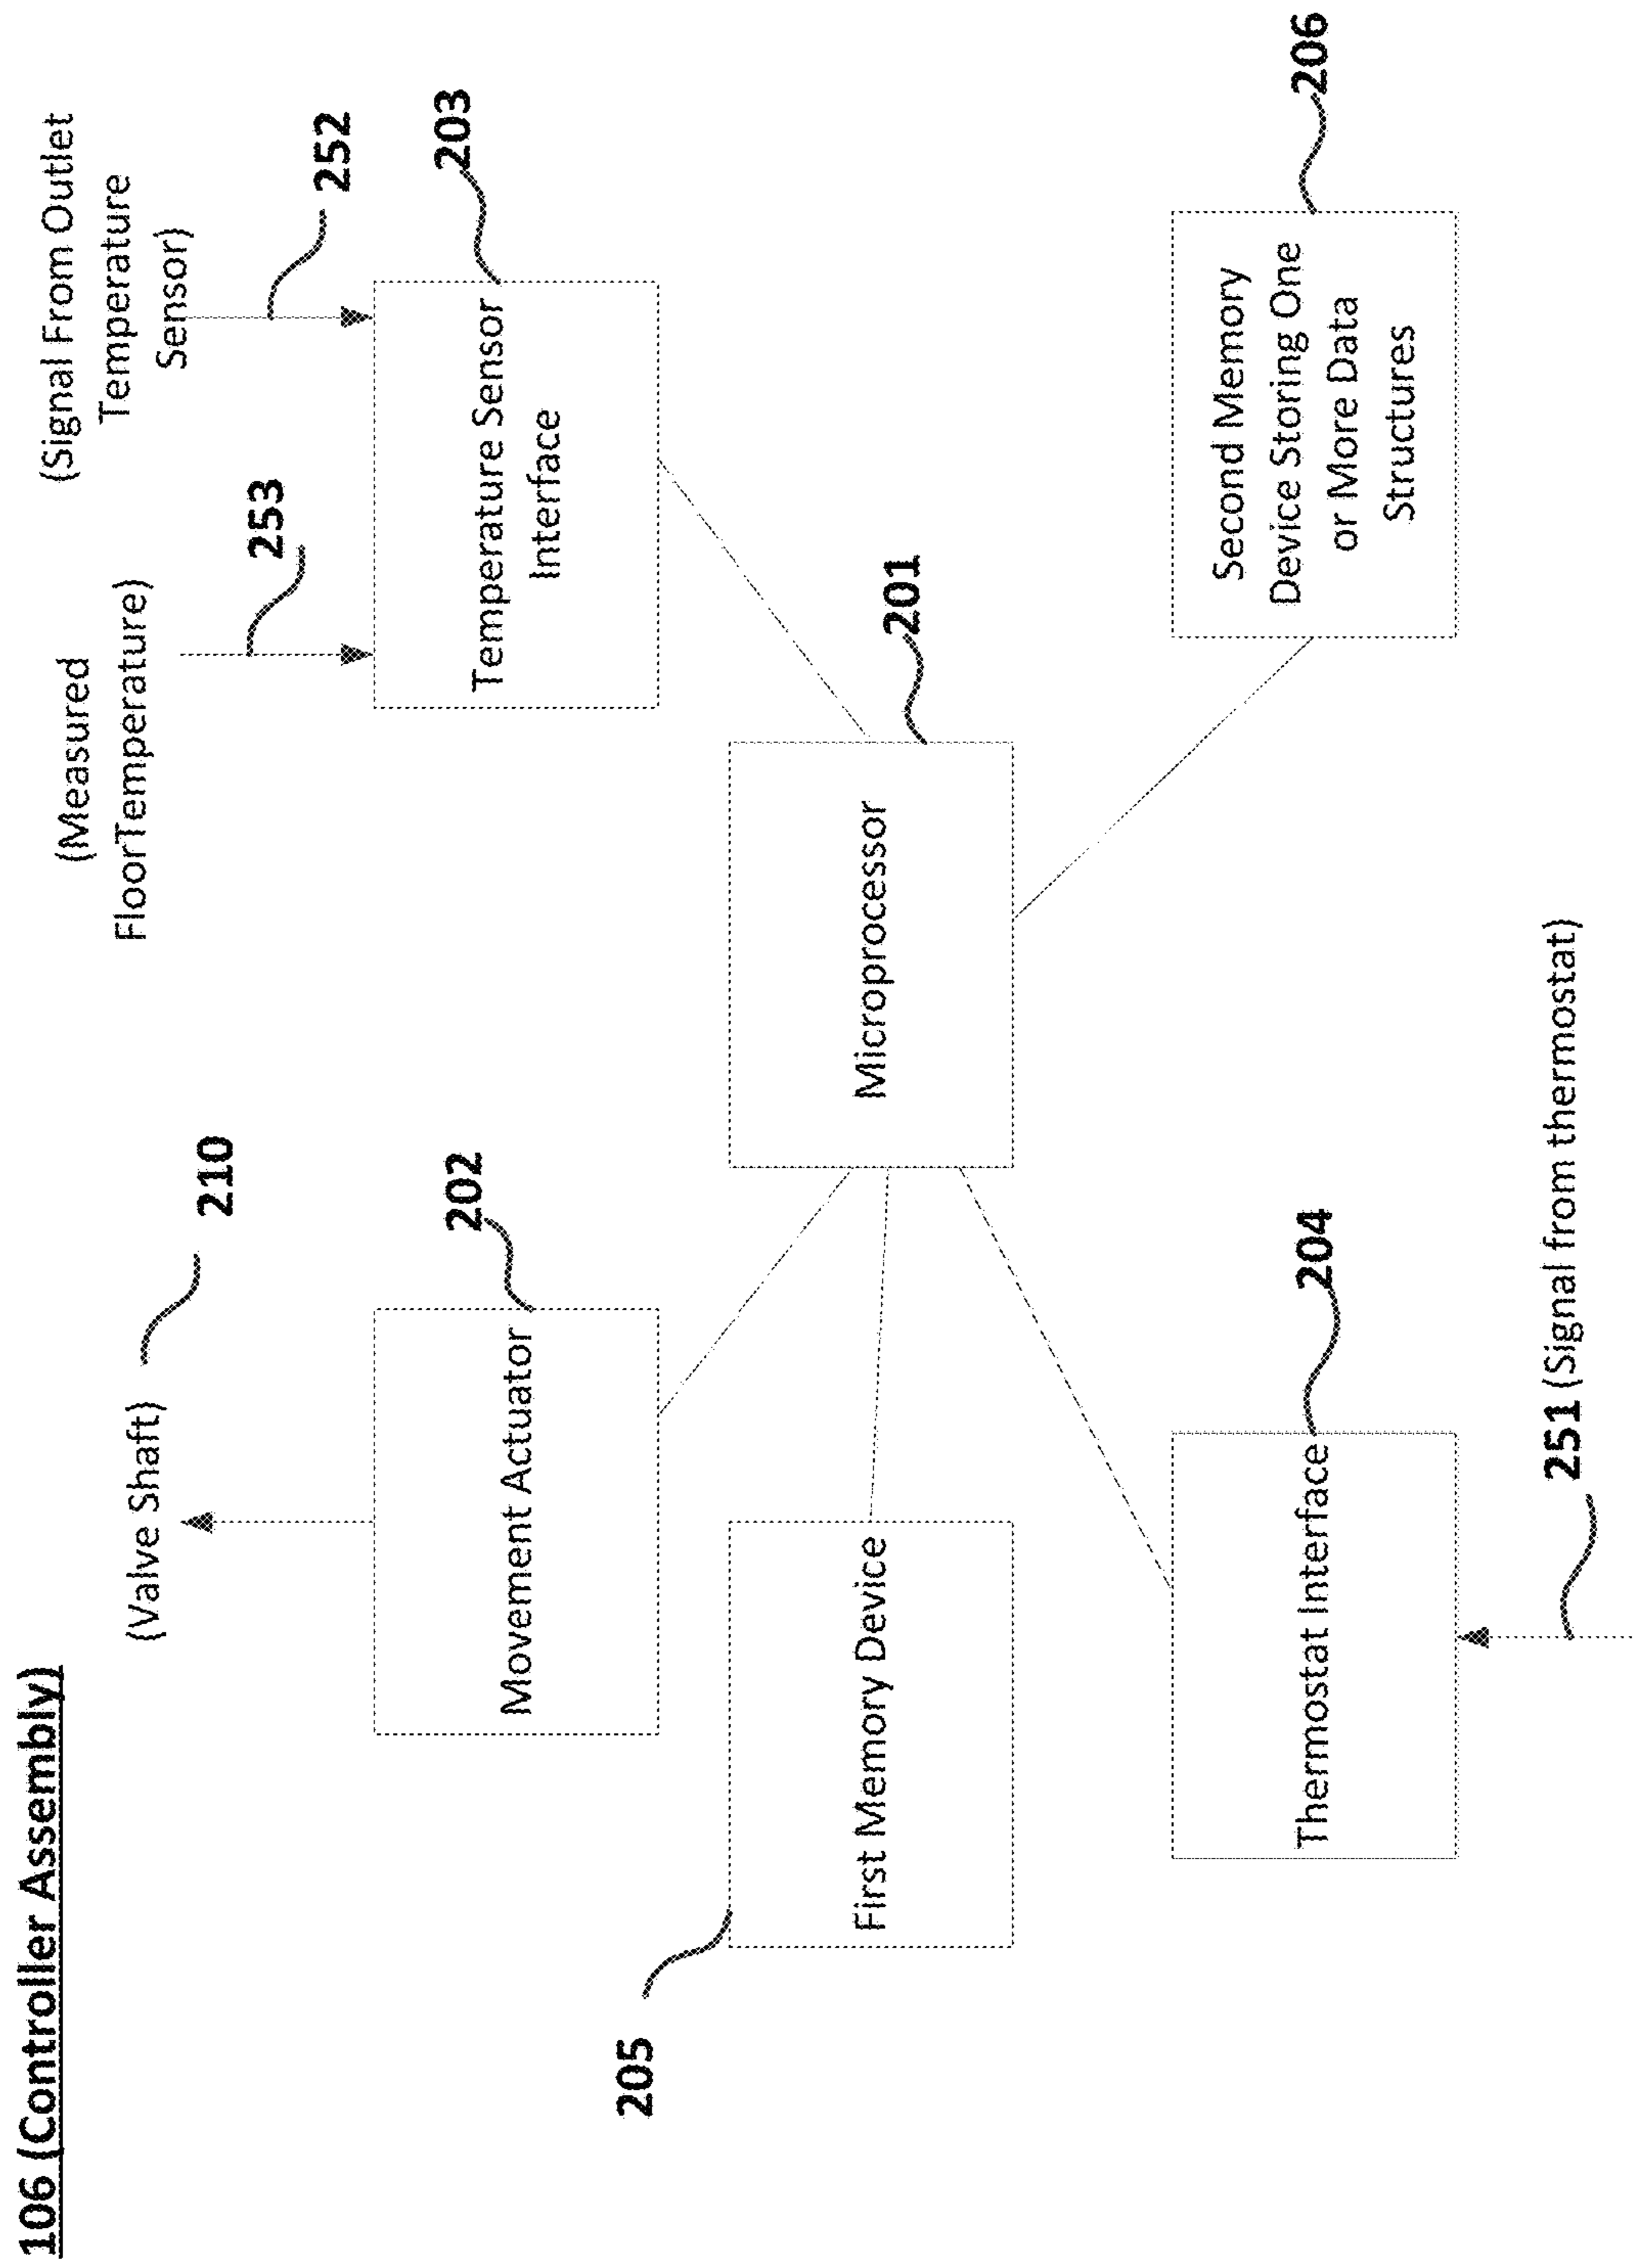 106 (Controller Assembly)
(Valve Shaft)
210
(Measured
FloorTemperature)
253
(Signal From Outlet
Temperature
Sensor)
252
Movement Actuator
202
Temperature Sensor
Interface
203
205
First Memory Device
Microprocessor
201
Thermostat Interface
204
Second Memory
Device Storing One
or More Data
Structures
206
251 (Signal from thermostat)